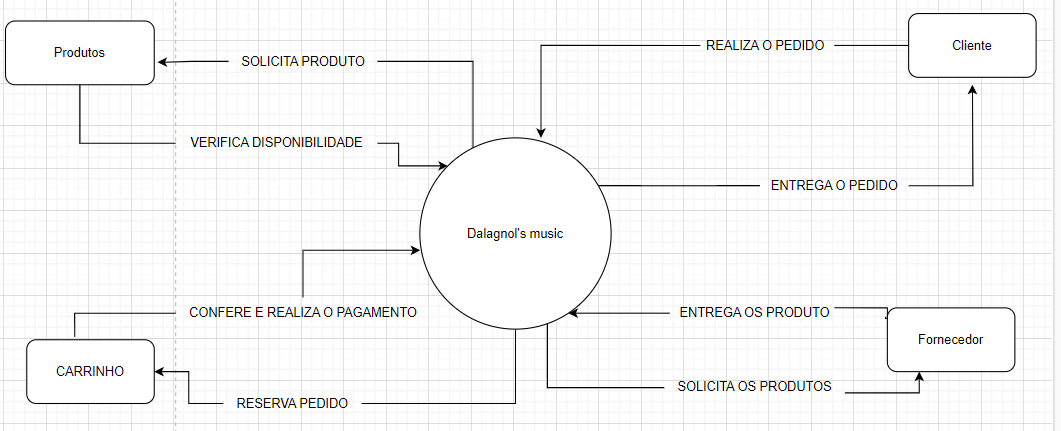 Produtos
SOLICITA PRODUTO
REALIZA O PEDIDO
Cliente
VERIFICA DISPONIBILIDADE
ENTREGA O PEDIDO
Dalagnol's music
CONFERE E REALIZA O PAGAMENTO
ENTREGA OS PRODUTO
Fornecedor
CARRINHO
SOLICITA OS PRODUTOS
RESERVA PEDIDO